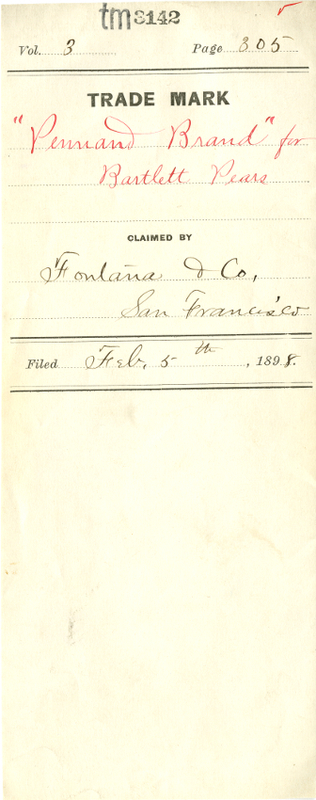 tm3142
Vol. 3 Page 305
TRADE MARK
"Pennand Brand" for
Bartlett Pears
CLAIMED BY
Fontana & Co,
San Francisco
Filed Feb. 5th, 1898.